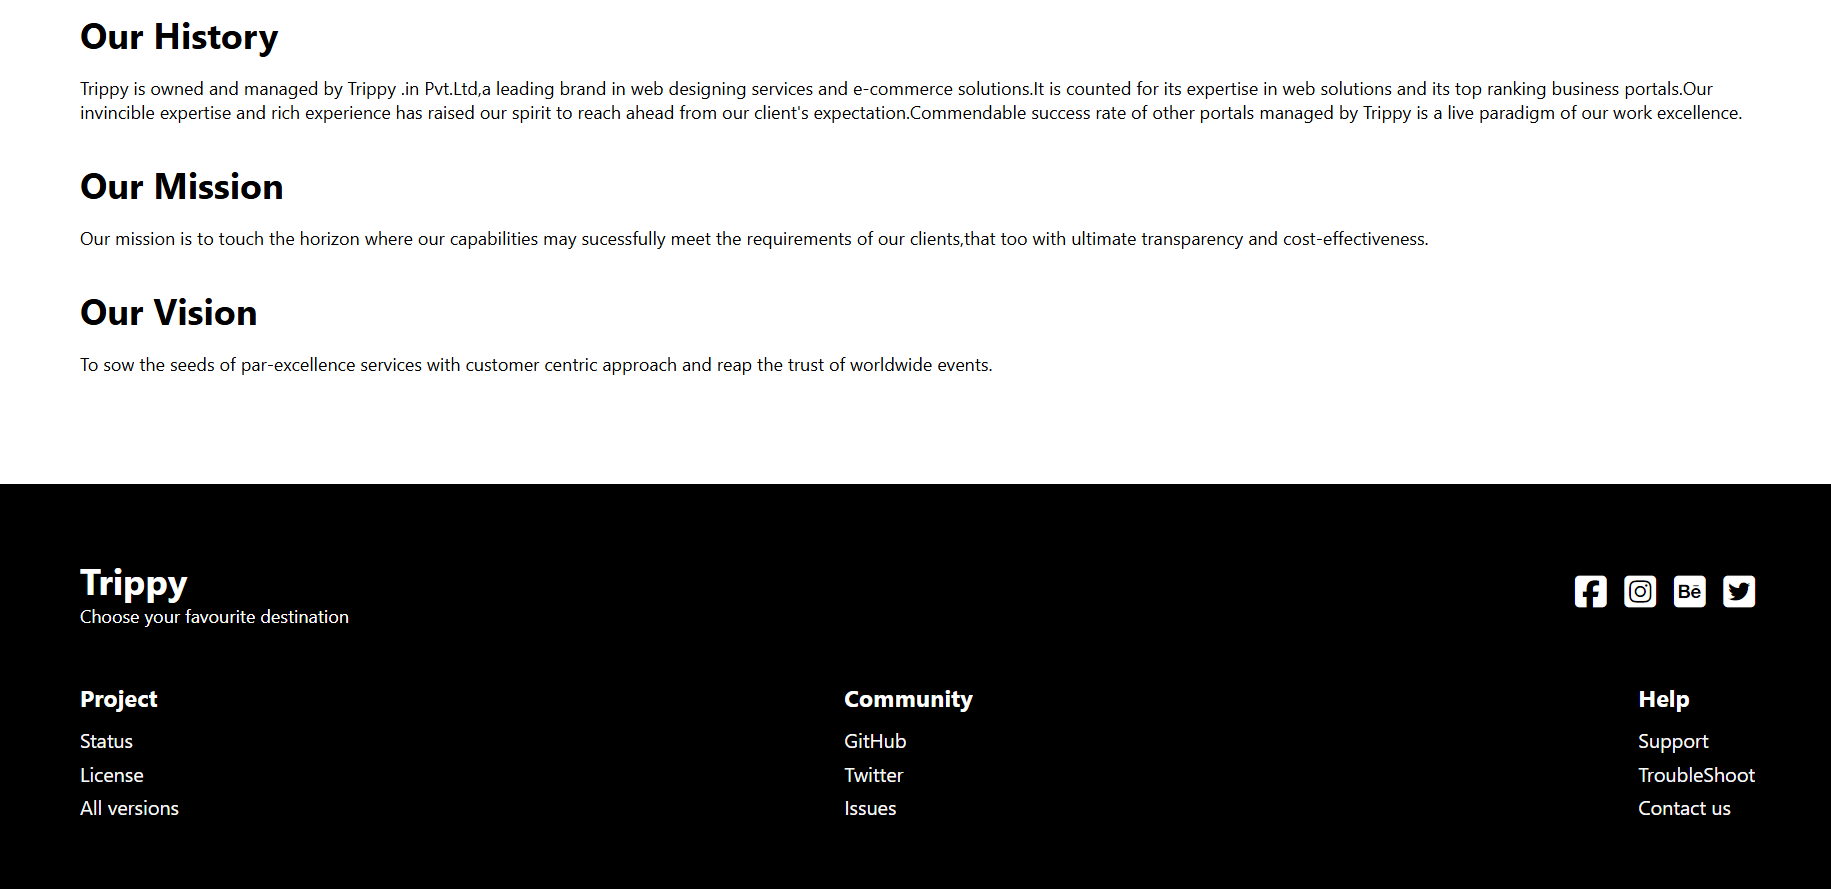 Our History
Trippy is owned and managed by Trippy .in Pvt.Ltd,a leading brand in web designing services and e-commerce solutions.It is counted for its expertise in web solutions and its top ranking business portals.Our
invincible expertise and rich experience has raised our spirit to reach ahead from our client's expectation.Commendable success rate of other portals managed by Trippy is a live paradigm of our work excellence.
Our Mission
Our mission is to touch the horizon where our capabilities may sucessfully meet the requirements of our clients,that too with ultimate transparency and cost-effectiveness.
Our Vision
To sow the seeds of par-excellence services with customer centric approach and reap the trust of worldwide events.
Trippy
Choose your favourite destination
Bē
Project
Status
License
All versions
Community
GitHub
Twitter
Issues
Help
Support
TroubleShoot
Contact us